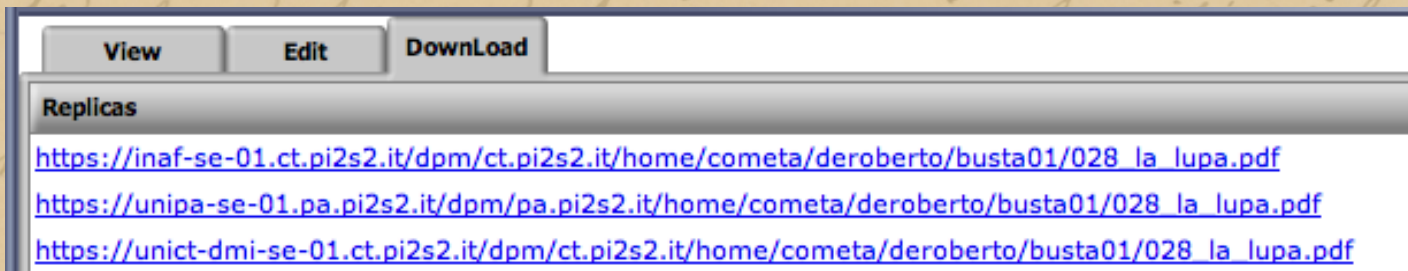 View Edit DownLoad
Replicas
https://inaf-se-01.ct.pi2s2.it/dpm/ct.pi2s2.it/home/cometa/deroberto/busta01/028_la_lupa.pdf
https://unipa-se-01.pa.pi2s2.it/dpm/pa.pi2s2.it/home/cometa/deroberto/busta01/028_la_lupa.pdf
https://unict-dmi-se-01.ct.pi2s2.it/dpm/ct.pi2s2.it/home/cometa/deroberto/busta01/028_la_lupa.pdf